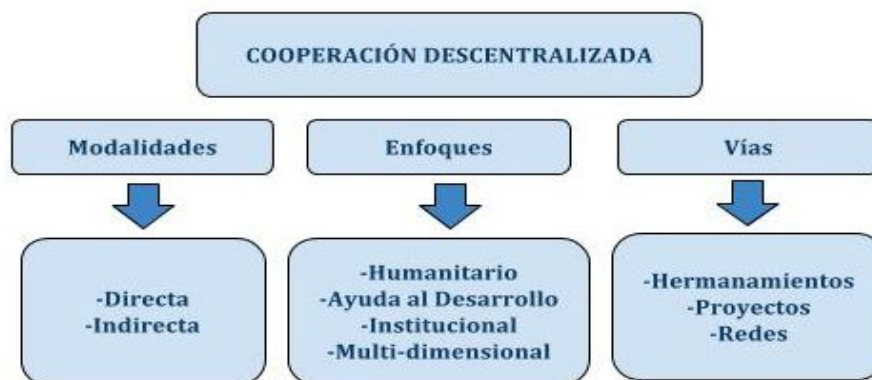 COOPERACIÓN DESCENTRALIZADA
Modalidades
Enfoques
Vías
-Directa
-Indirecta
-Humanitario
-Ayuda al Desarrollo
-Institucional
-Multi-dimensional
-Hermanamientos
-Proyectos
-Redes